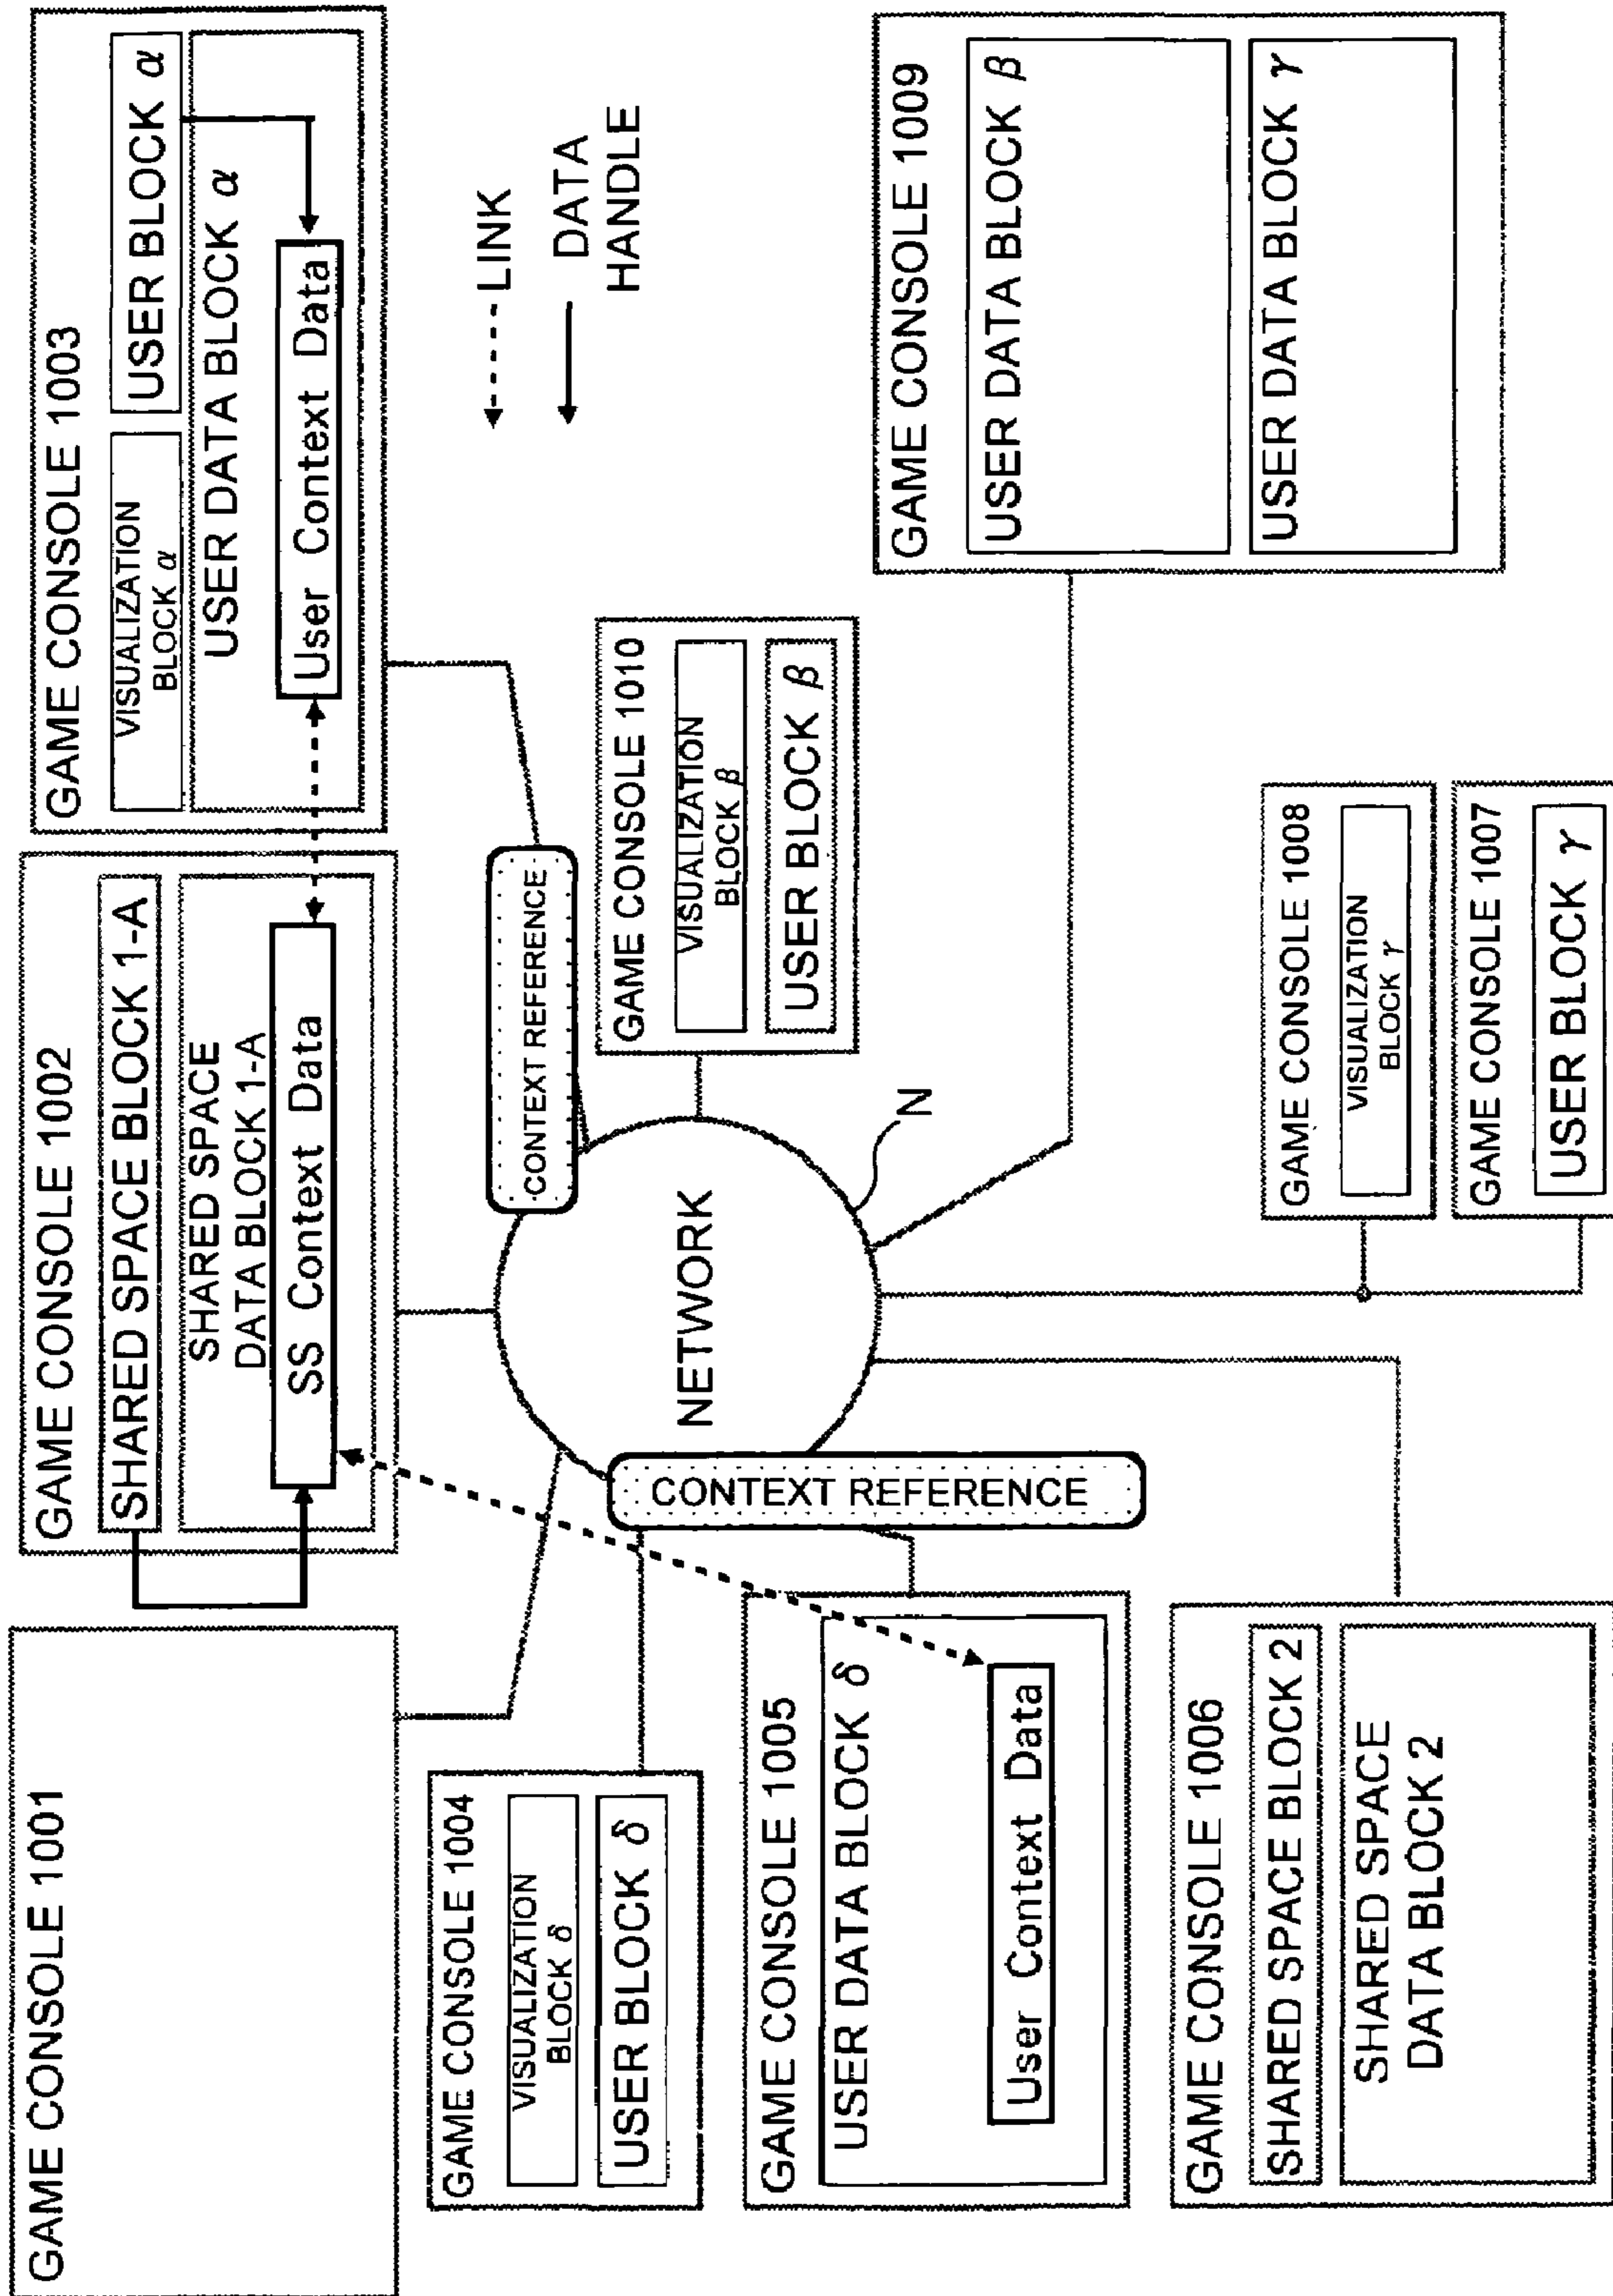 GAME CONSOLE 1001
GAME CONSOLE 1002
SHARED SPACE BLOCK 1-A
SHARED SPACE
DATA BLOCK 1-A
SS Context Data
GAME CONSOLE 1003
VISUALIZATION
BLOCK α
USER BLOCK α
USER DATA BLOCK α
User Context Data
LINK
DATA
HANDLE
GAME CONSOLE 1004
VISUALIZATION
BLOCK δ
USER BLOCK δ
CONTEXT REFERENCE
GAME CONSOLE 1010
VISUALIZATION
BLOCK β
USER BLOCK β
NETWORK
N
CONTEXT REFERENCE
GAME CONSOLE 1005
USER DATA BLOCK δ
User Context Data
GAME CONSOLE 1009
USER DATA BLOCK β
USER DATA BLOCK γ
GAME CONSOLE 1006
SHARED SPACE BLOCK 2
SHARED SPACE
DATA BLOCK 2
GAME CONSOLE 1008
VISUALIZATION
BLOCK γ
GAME CONSOLE 1007
USER BLOCK γ